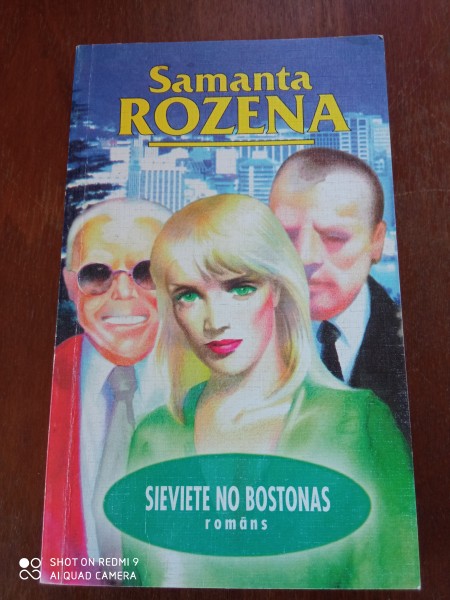 Samanta
ROZENA
SIEVIETE NO BOSTONAS
romāns
SHOT ON REDMI 9
AI QUAD CAMERA